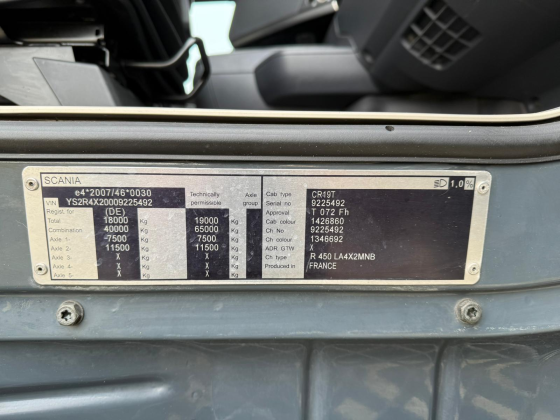 SCANIA
e4*2007/46*0030
VIN YS2R4X20009225492
Regist. for (DE)
Technically permissible
Axle group
Total 18000 Kg 19000 Kg
Combination 40000 Kg 65000 Kg
Axle 1- 7500 Kg 7500 Kg
Axle 2- 11500 Kg 11500 Kg
Axle 3- X Kg X Kg
Axle 4- X Kg X Kg
Axle 5- X Kg X Kg
Cab type CR19T
Serial no 9225492
Approval T 072 Fh
Cab colour 1426860
Ch No 9225492
Ch colour 1346692
ADR, GTW X
Ch type R 450 LA4X2MNB
Produced in FRANCE
1,0 %